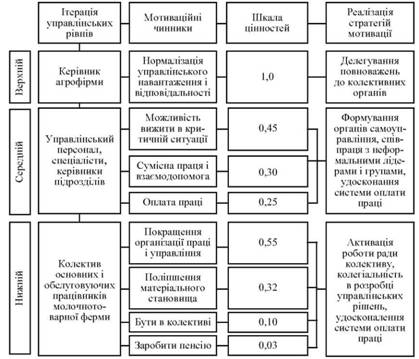 Ітерація
управлінських
рівнів
Мотиваційні
чинники
Шкала
цінностей
Реалізація
стратегій
мотивації
Верхній
Керівник
агрофірми
Нормалізація
управлінського
навантаження і
відповідальності
1,0
Делегування
повноважень
до колективних
органів
Середній
Управлінський
персонал,
спеціалісти,
керівники
підрозділів
Можливість
вижити в кри-
тичній ситуації
0,45
Сумісна праця і
взаємодопомога
0,30
Оплата праці
0,25
Формування
органів самоуп-
равління, спів-
праця з нефор-
мальними ліде-
рами і групами,
удосконалення
системи оплати
праці
Нижній
Колектив
основних і
обслуговуючих
працівників
молочното-
варної ферми
Покращення
організації праці
і управління
0,55
Поліпшення
матеріального
становища
0,32
Бути в колективі
0,10
Заробити пенсію
0,03
Активація
роботи ради
колективу,
колегіальність
в розробці
управлінських
рішень,
удосконалення
системи оплати
праці